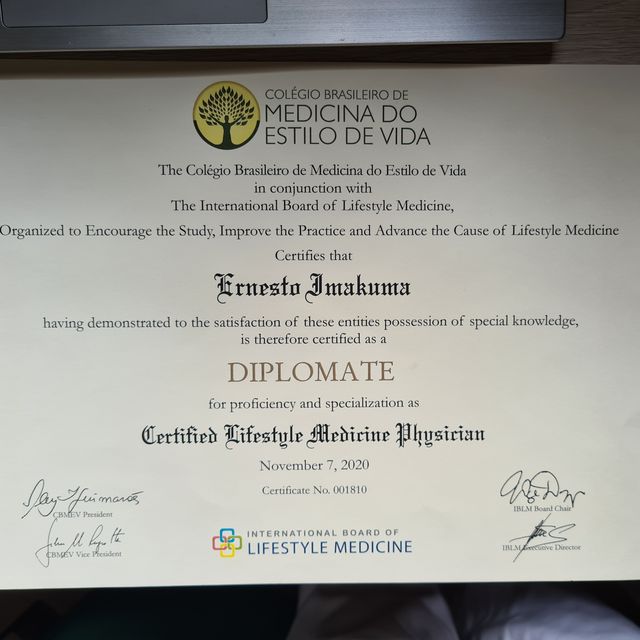 COLÉGIO BRASILEIRO DE
MEDICINA DO
ESTILO DE VIDA
The Colégio Brasileiro de Medicina do Estilo de Vida
in conjunction with
The International Board of Lifestyle Medicine,
Organized to Encourage the Study, Improve the Practice and Advance the Cause of Lifestyle Medicine
Certifies that
Ernesto Imakuma
having demonstrated to the satisfaction of these entities possession of special knowledge,
is therefore certified as a
DIPLOMATE
for proficiency and specialization as
Certified Lifestyle Medicine Physician
November 7, 2020
Certificate No. 001810
CBMEV President
IBLM Board Chair
CBMEV Vice President
IBLM Executive Director
INTERNATIONAL BOARD OF
LIFESTYLE MEDICINE